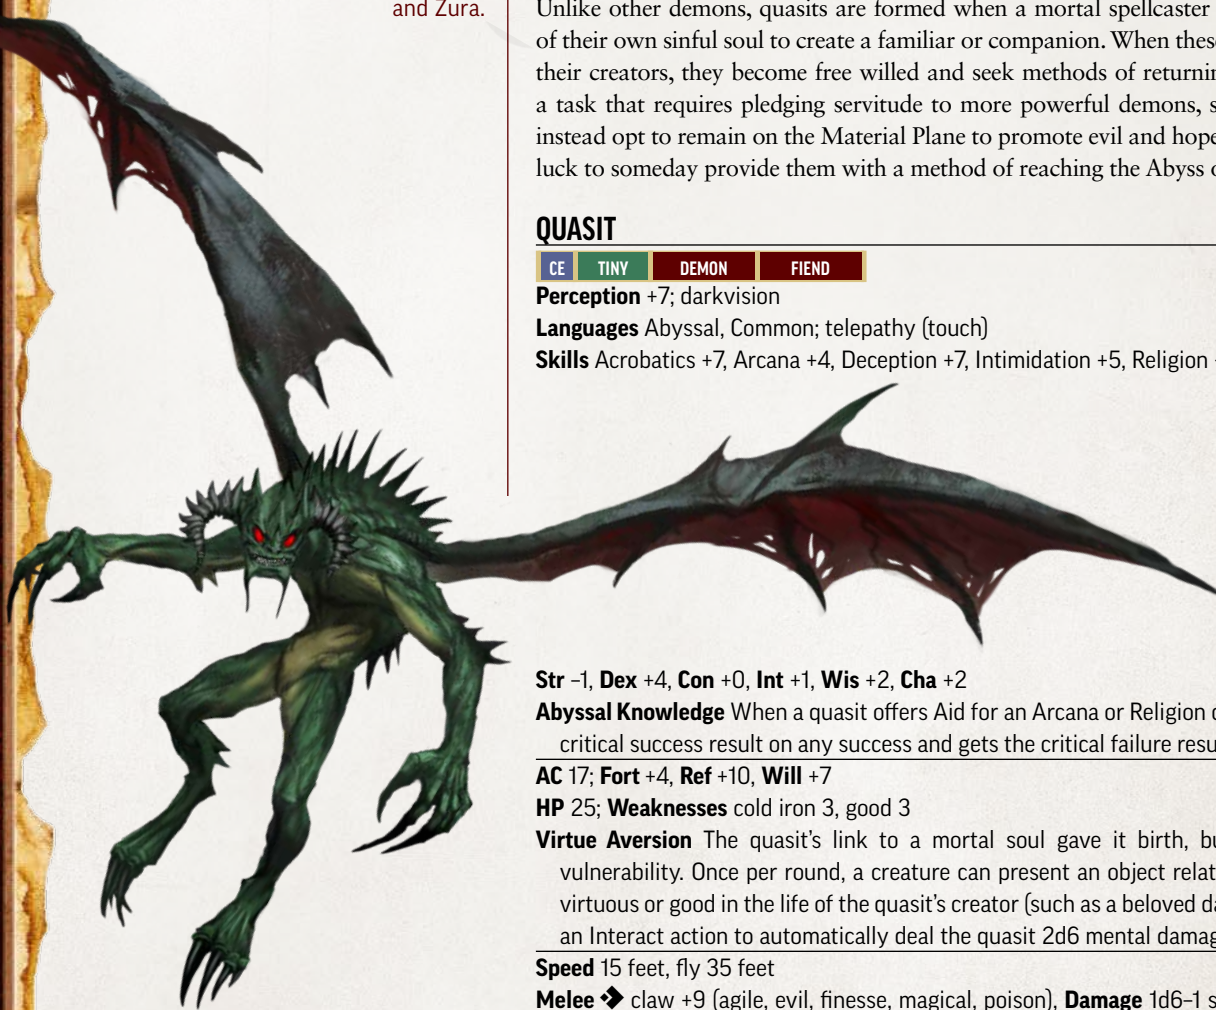 and Zura.
Unlike other demons, quasits are formed when a mortal spellcaster
of their own sinful soul to create a familiar or companion. When these
their creators, they become free willed and seek methods of
a task that requires pledging servitude to more powerful demons,
instead opt to remain on the Material Plane to promote evil and
luck to someday provide them with a method of reaching the Abyss
QUASIT
CE TINY DEMON FIEND
Perception +7; darkvision
Languages Abyssal, Common; telepathy (touch)
Skills Acrobatics +7, Arcana +4, Deception +7, Intimidation +5, Religion
Str –1, Dex +4, Con +0, Int +1, Wis +2, Cha +2
Abyssal Knowledge When a quasit offers Aid for an Arcana or Religion
critical success result on any success and gets the critical failure
AC 17; Fort +4, Ref +10, Will +7
HP 25; Weaknesses cold iron 3, good 3
Virtue Aversion The quasit's link to a mortal soul gave it birth,
vulnerability. Once per round, a creature can present an object
virtuous or good in the life of the quasit's creator (such as a beloved
an Interact action to automatically deal the quasit 2d6 mental
Speed 15 feet, fly 35 feet
Melee claw +9 (agile, evil, finesse, magical, poison), Damage 1d6–1